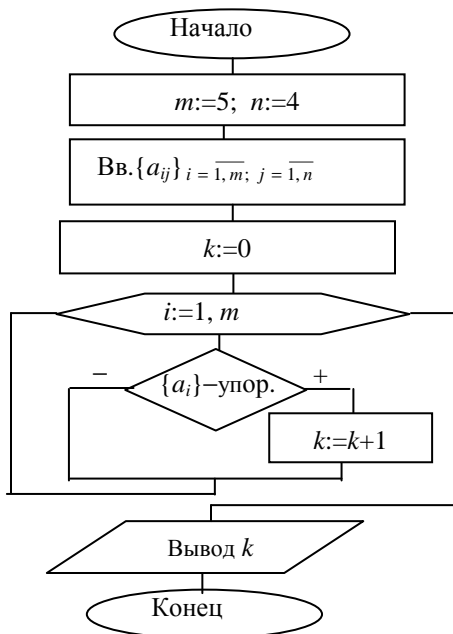 Начало
m:=5; n:=4
Вв.{aij} i = 1,m; j = 1,n
k:=0
i:=1, m
– {ai}–упор. +
k:=k+1
Вывод k
Конец